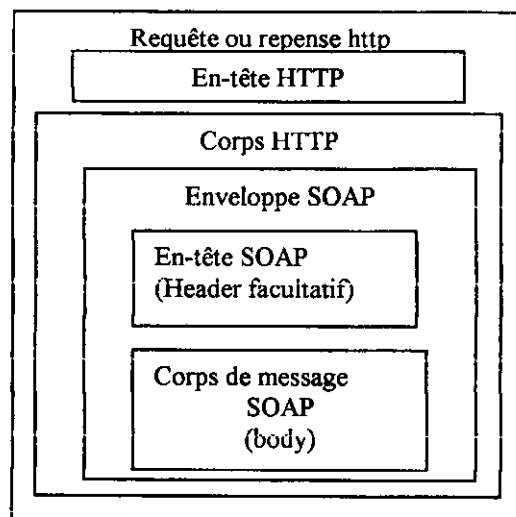 Requête ou repense http
En-tête HTTP
Corps HTTP
Enveloppe SOAP
En-tête SOAP
(Header facultatif)
Corps de message
SOAP
(body)